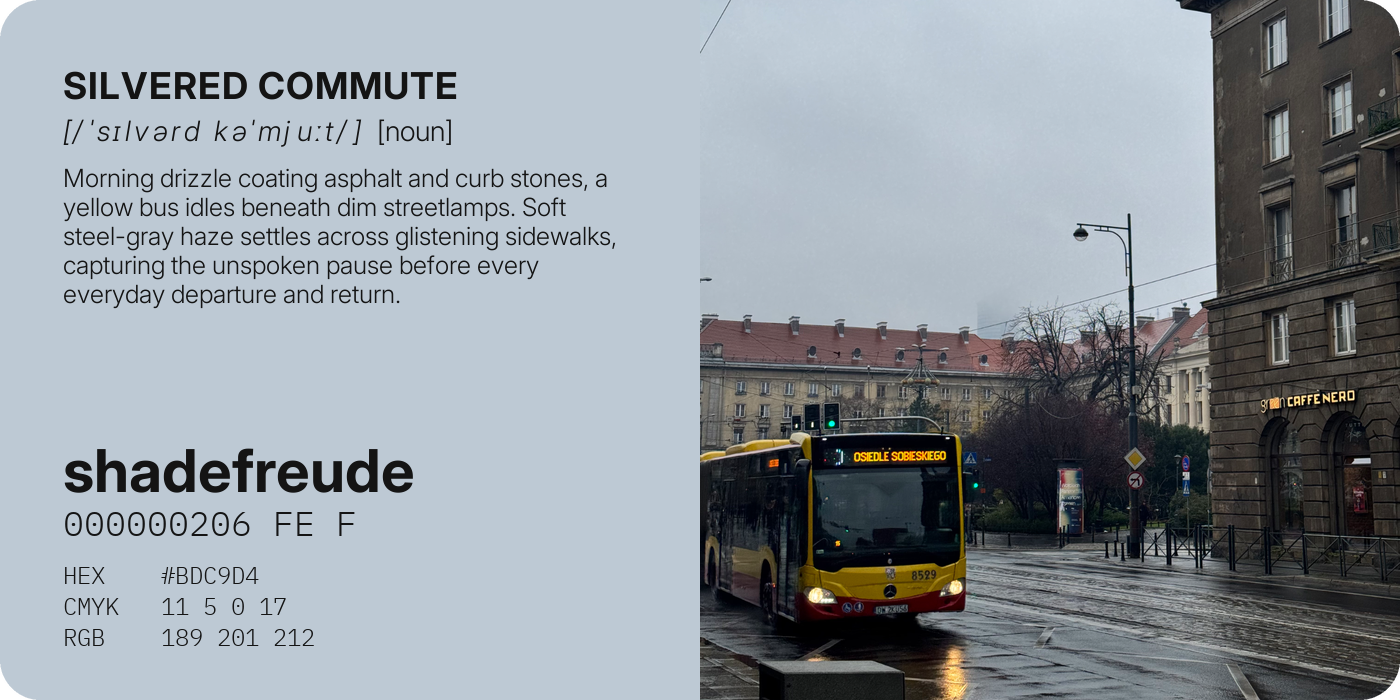 SILVERED COMMUTE
[/ˈsɪlvərd kəˈmjuːt/] [noun]
Morning drizzle coating asphalt and curb stones, a
yellow bus idles beneath dim streetlamps. Soft
steel-gray haze settles across glistening sidewalks,
capturing the unspoken pause before every
everyday departure and return.
shadefreude
000000206 FE F
HEX #BDC9D4
CMYK 11 5 0 17
RGB 189 201 212
green CAFFÈ NERO
OSIEDLE SOBIESKIEGO
8529